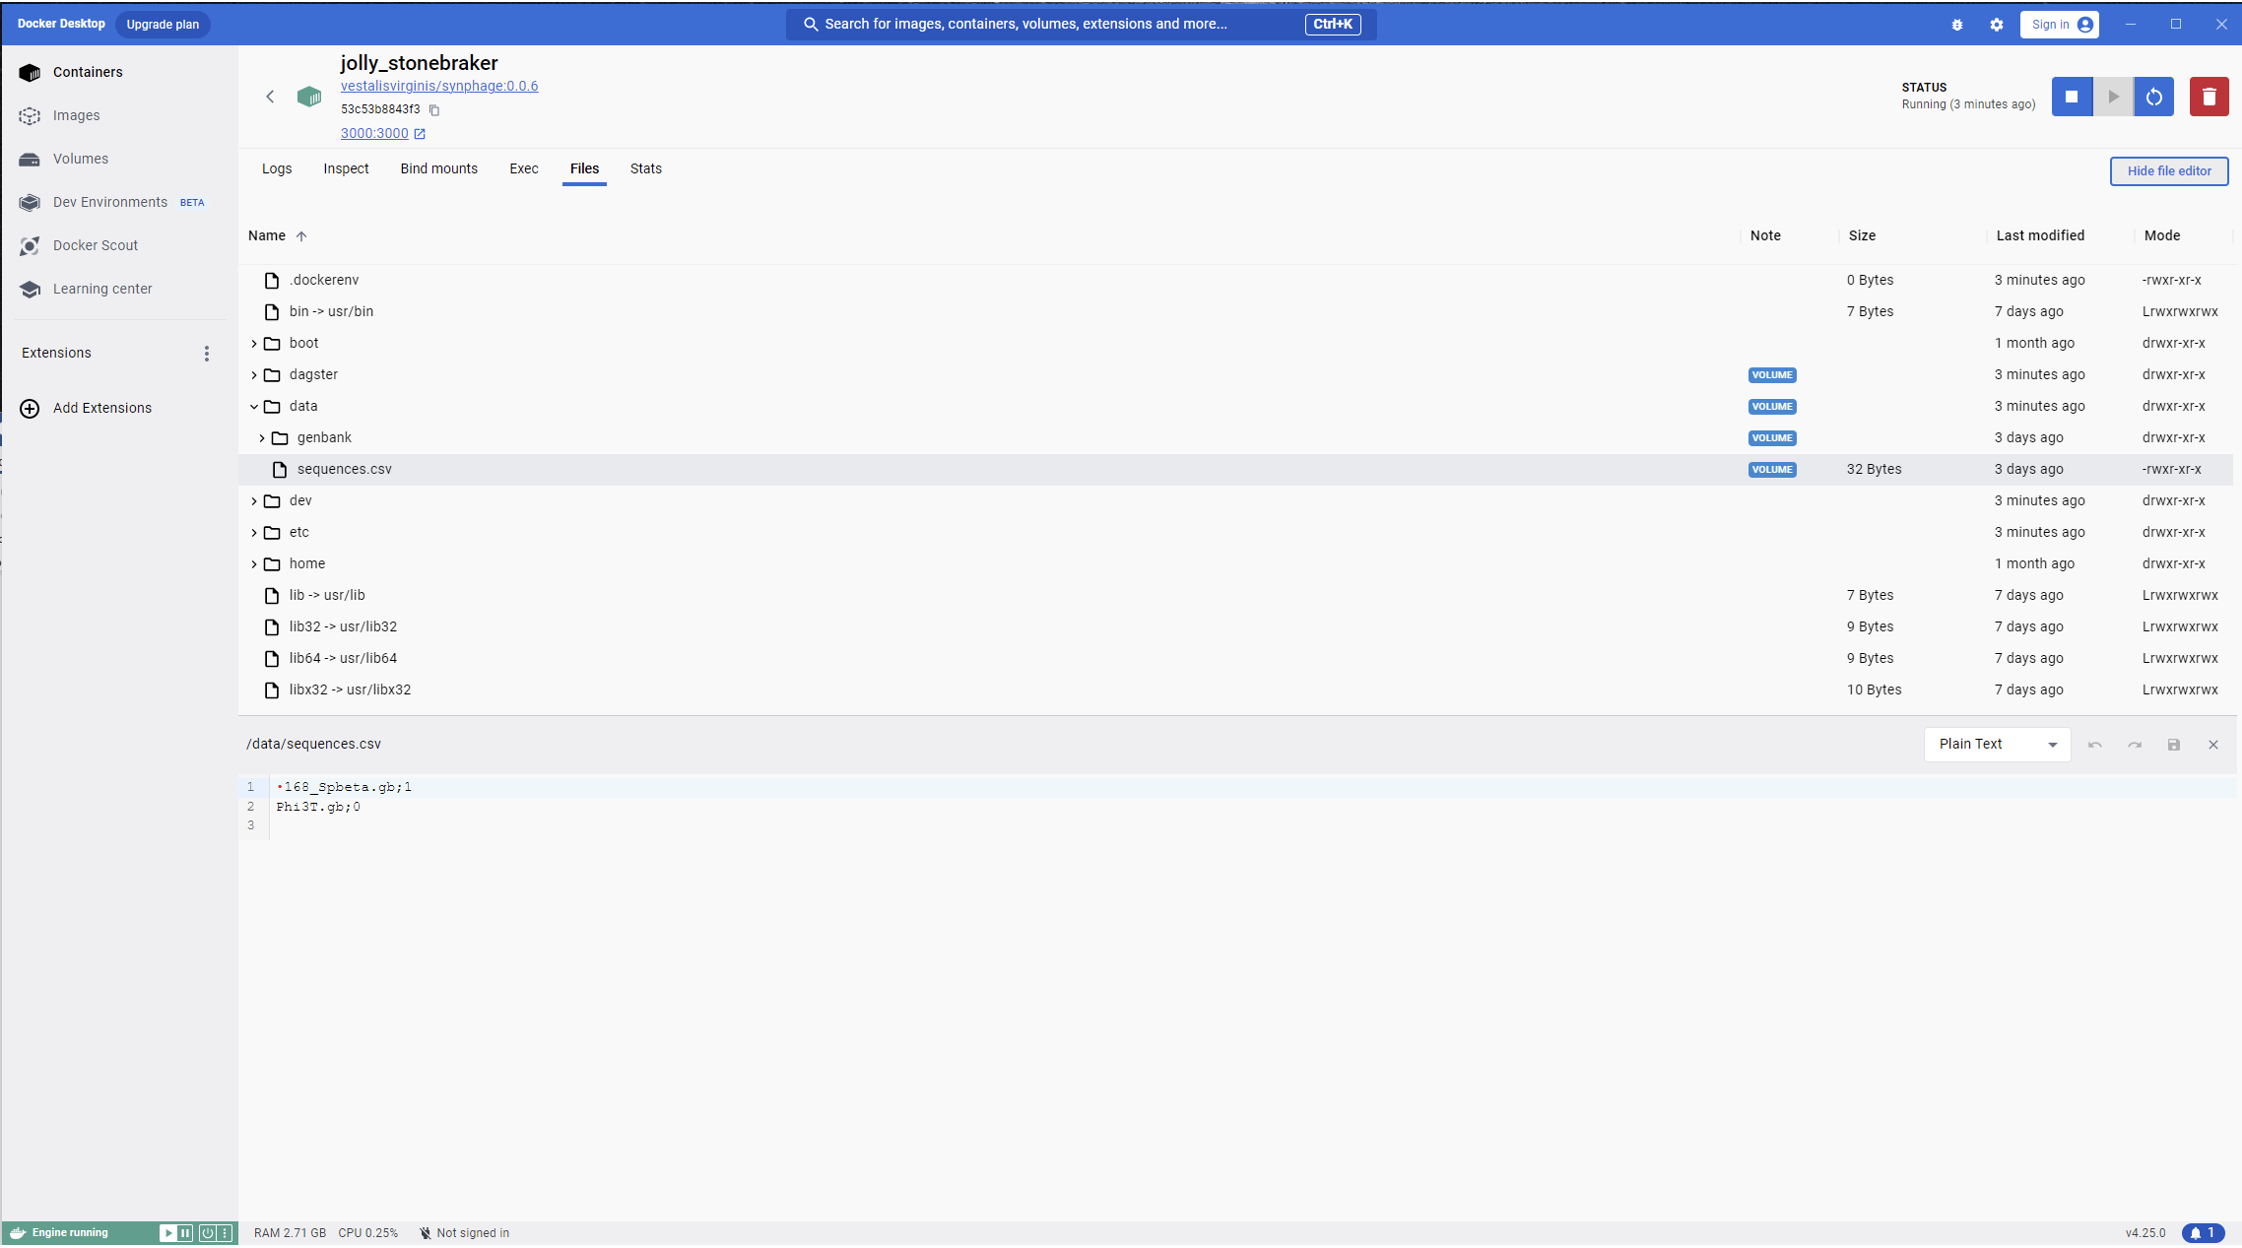 Docker Desktop Upgrade plan Search for images, containers, volumes, extensions and more... Ctrl+K Sign in
Containers
Images
Volumes
Dev Environments BETA
Docker Scout
Learning center
Extensions
Add Extensions
jolly_stonebraker
vestalisvirginis/synphage:0.0.6
53c53b8843f3
3000:3000
STATUS
Running (3 minutes ago)
Logs Inspect Bind mounts Exec Files Stats Hide file editor
Name Note Size Last modified Mode
.dockerenv 0 Bytes 3 minutes ago -rwxr-xr-x
bin -> usr/bin 7 Bytes 7 days ago Lrwxrwxrwx
boot 1 month ago drwxr-xr-x
dagster VOLUME 3 minutes ago drwxr-xr-x
data VOLUME 3 minutes ago drwxr-xr-x
genbank VOLUME 3 days ago drwxr-xr-x
sequences.csv VOLUME 32 Bytes 3 days ago -rwxr-xr-x
dev 3 minutes ago drwxr-xr-x
etc 3 minutes ago drwxr-xr-x
home 1 month ago drwxr-xr-x
lib -> usr/lib 7 Bytes 7 days ago Lrwxrwxrwx
lib32 -> usr/lib32 9 Bytes 7 days ago Lrwxrwxrwx
lib64 -> usr/lib64 9 Bytes 7 days ago Lrwxrwxrwx
libx32 -> usr/libx32 10 Bytes 7 days ago Lrwxrwxrwx
/data/sequences.csv Plain Text
1 •168_Spbeta.gb;1
2 Phi3T.gb;0
3
Engine running RAM 2.71 GB CPU 0.25% Not signed in v4.25.0 1